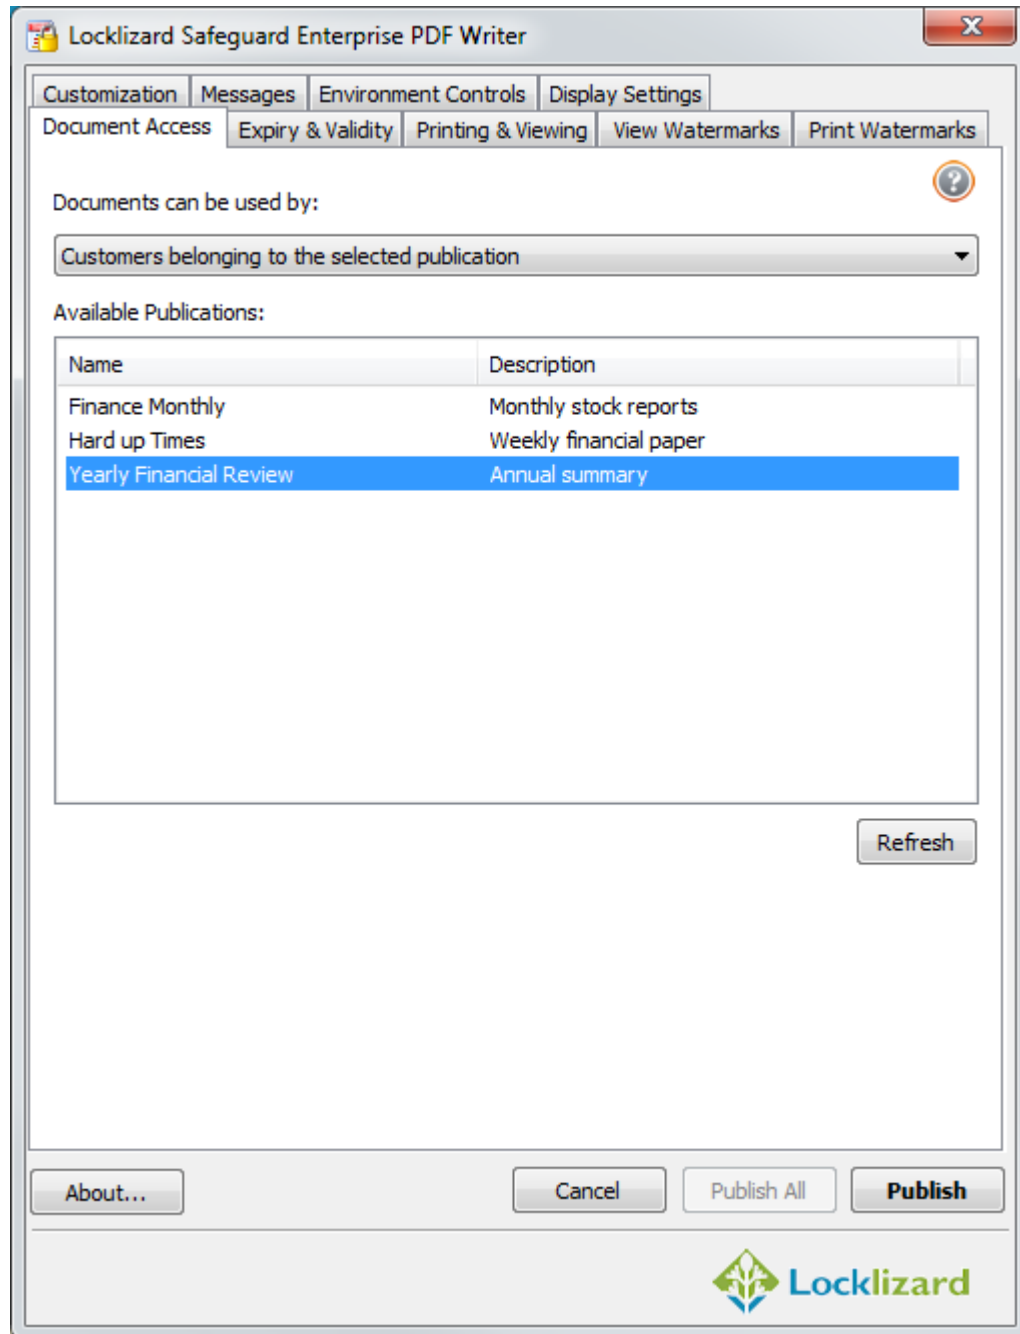 Locklizard Safeguard Enterprise PDF Writer
Customization Messages Environment Controls Display Settings
Document Access Expiry & Validity Printing & Viewing View Watermarks Print Watermarks
?
Documents can be used by:
Customers belonging to the selected publication
Available Publications:
Name Description
Finance Monthly Monthly stock reports
Hard up Times Weekly financial paper
Yearly Financial Review Annual summary
Refresh
About... Cancel Publish All Publish
Locklizard